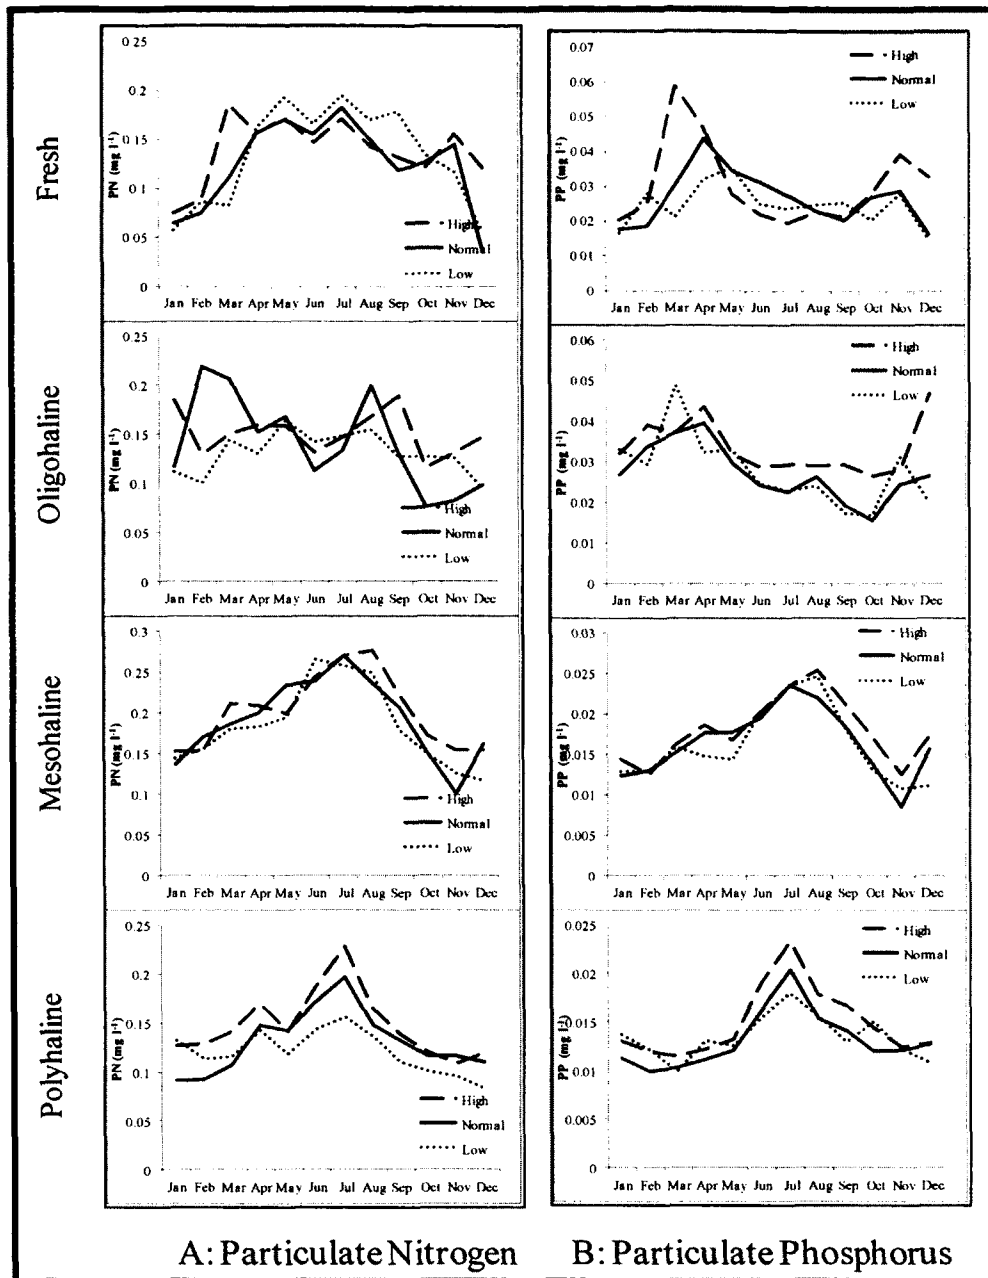 Fresh
0.25
0.2
0.15
0.1
0.05
0
PN (mg l⁻¹)
High
Normal
Low
Jan Feb Mar Apr May Jun Jul Aug Sep Oct Nov Dec
0.07
0.06
0.05
0.04
0.03
0.02
0.01
0
PP (mg l⁻¹)
High
Normal
Low
Jan Feb Mar Apr May Jun Jul Aug Sep Oct Nov Dec
Oligohaline
0.25
0.2
0.15
0.1
0.05
0
PN (mg l⁻¹)
High
Normal
Low
Jan Feb Mar Apr May Jun Jul Aug Sep Oct Nov Dec
0.06
0.05
0.04
0.03
0.02
0.01
0
PP (mg l⁻¹)
High
Normal
Low
Jan Feb Mar Apr May Jun Jul Aug Sep Oct Nov Dec
Mesohaline
0.3
0.25
0.2
0.15
0.1
0.05
0
PN (mg l⁻¹)
High
Normal
Low
Jan Feb Mar Apr May Jun Jul Aug Sep Oct Nov Dec
0.03
0.025
0.02
0.015
0.01
0.005
0
PP (mg l⁻¹)
High
Normal
Low
Jan Feb Mar Apr May Jun Jul Aug Sep Oct Nov Dec
Polyhaline
0.25
0.2
0.15
0.1
0.05
0
PN (mg l⁻¹)
High
Normal
Low
Jan Feb Mar Apr May Jun Jul Aug Sep Oct Nov Dec
0.025
0.02
0.015
0.01
0.005
0
PP (mg l⁻¹)
High
Normal
Low
Jan Feb Mar Apr May Jun Jul Aug Sep Oct Nov Dec
A: Particulate Nitrogen
B: Particulate Phosphorus